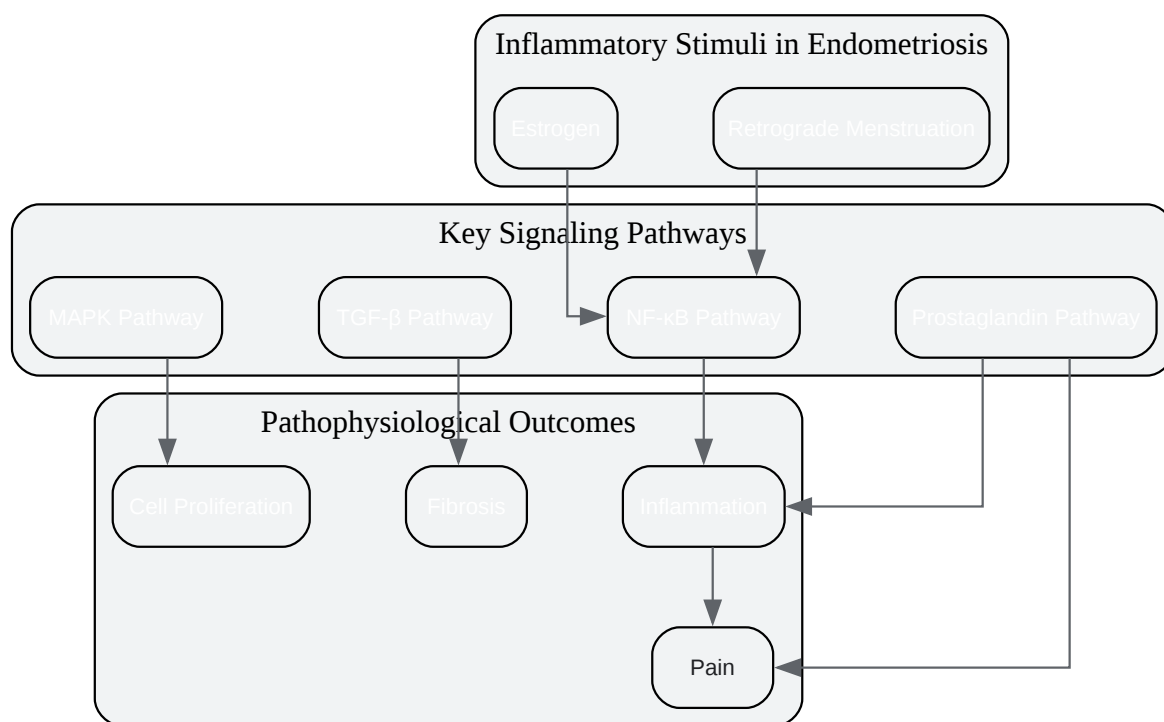 Inflammatory Stimuli in Endometriosis
Estrogen
Retrograde Menstruation
Key Signaling Pathways
MAPK Pathway
TGF-β Pathway
NF-κB Pathway
Prostaglandin Pathway
Pathophysiological Outcomes
Cell Proliferation
Fibrosis
Inflammation
Pain